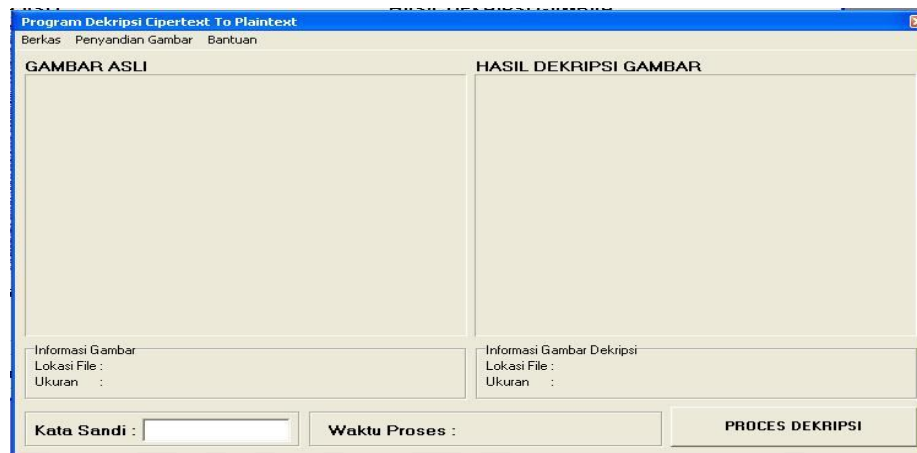 Program Dekripsi Cipertext To Plaintext
Berkas Penyandian Gambar Bantuan
GAMBAR ASLI
HASIL DEKRIPSI GAMBAR
Informasi Gambar
Lokasi File :
Ukuran :
Informasi Gambar Dekripsi
Lokasi File :
Ukuran :
Kata Sandi :
Waktu Proses :
PROCES DEKRIPSI